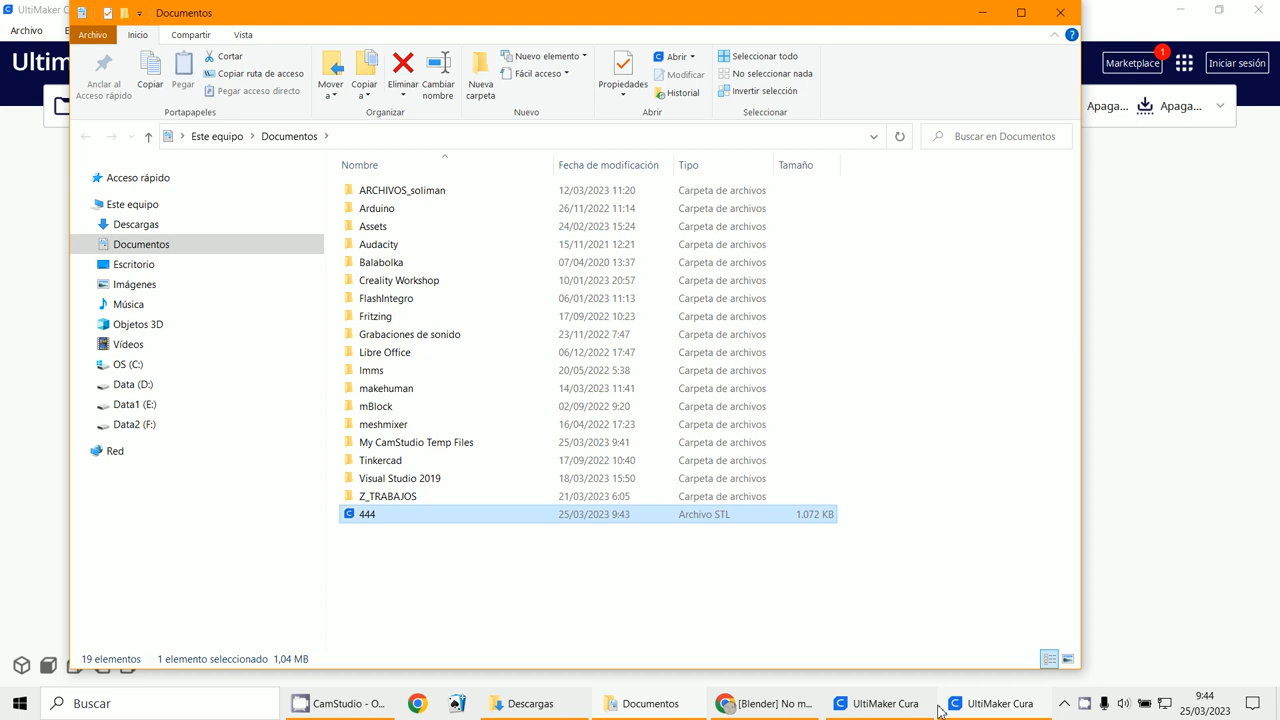 UltiMaker C
Documentos
Archivo
Archivo
Inicio
Compartir
Vista
Ulti
Marketplace
1
Iniciar sesión
Anclar al
Acceso rápido
Copiar
Pegar
Cortar
Copiar ruta de acceso
Pegar acceso directo
Portapapeles
Mover
a
Copiar
a
Eliminar
Cambiar
nombre
Organizar
Nueva
carpeta
Nuevo elemento
Fácil acceso
Nuevo
Propiedades
Abrir
Modificar
Historial
Abrir
Seleccionar todo
No seleccionar nada
Invertir selección
Seleccionar
Apaga...
Apaga...
Este equipo > Documentos >
Buscar en Documentos
Nombre Fecha de modificación Tipo Tamaño
Acceso rápido
Este equipo
Descargas
Documentos
Escritorio
Imágenes
Música
Objetos 3D
Vídeos
OS (C:)
Data (D:)
Data1 (E:)
Data2 (F:)
Red
ARCHIVOS_soliman 12/03/2023 11:20 Carpeta de archivos
Arduino 26/11/2022 11:14 Carpeta de archivos
Assets 24/02/2023 15:24 Carpeta de archivos
Audacity 15/11/2021 12:21 Carpeta de archivos
Balabolka 07/04/2020 13:37 Carpeta de archivos
Creality Workshop 10/01/2023 20:57 Carpeta de archivos
FlashIntegro 06/01/2023 11:13 Carpeta de archivos
Fritzing 17/09/2022 10:23 Carpeta de archivos
Grabaciones de sonido 23/11/2022 7:47 Carpeta de archivos
Libre Office 06/12/2022 17:47 Carpeta de archivos
lmms 20/05/2022 5:38 Carpeta de archivos
makehuman 14/03/2023 11:41 Carpeta de archivos
mBlock 02/09/2022 9:20 Carpeta de archivos
meshmixer 16/04/2022 17:23 Carpeta de archivos
My CamStudio Temp Files 25/03/2023 9:41 Carpeta de archivos
Tinkercad 17/09/2022 10:40 Carpeta de archivos
Visual Studio 2019 18/03/2023 15:50 Carpeta de archivos
Z_TRABAJOS 21/03/2023 6:05 Carpeta de archivos
444 25/03/2023 9:43 Archivo STL 1.072 KB
19 elementos 1 elemento seleccionado 1,04 MB
Buscar
CamStudio - O...
Descargas
Documentos
[Blender] No m...
UltiMaker Cura
UltiMaker Cura
9:44
25/03/2023